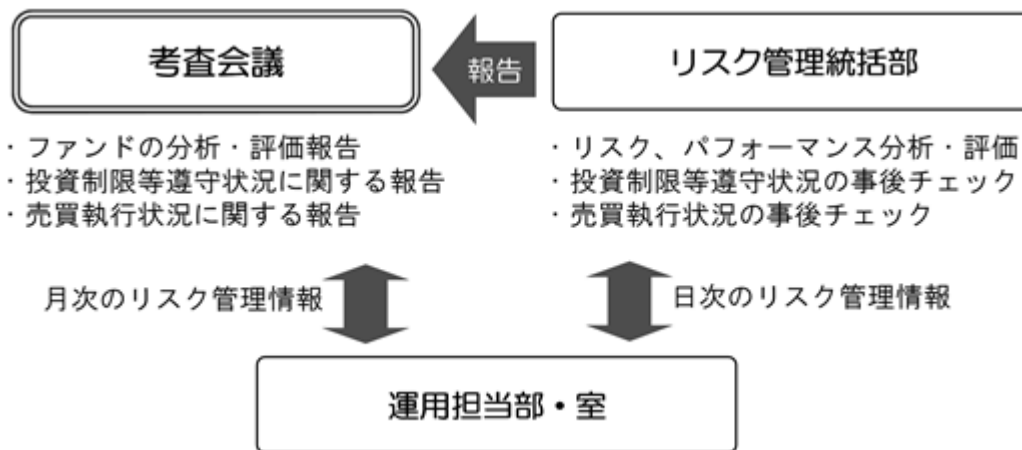 考査会議
報告
リスク管理統括部
・ファンドの分析・評価報告
・投資制限等遵守状況に関する報告
・売買執行状況に関する報告
・リスク、パフォーマンス分析・評価
・投資制限等遵守状況の事後チェック
・売買執行状況の事後チェック
月次のリスク管理情報
日次のリスク管理情報
運用担当部・室